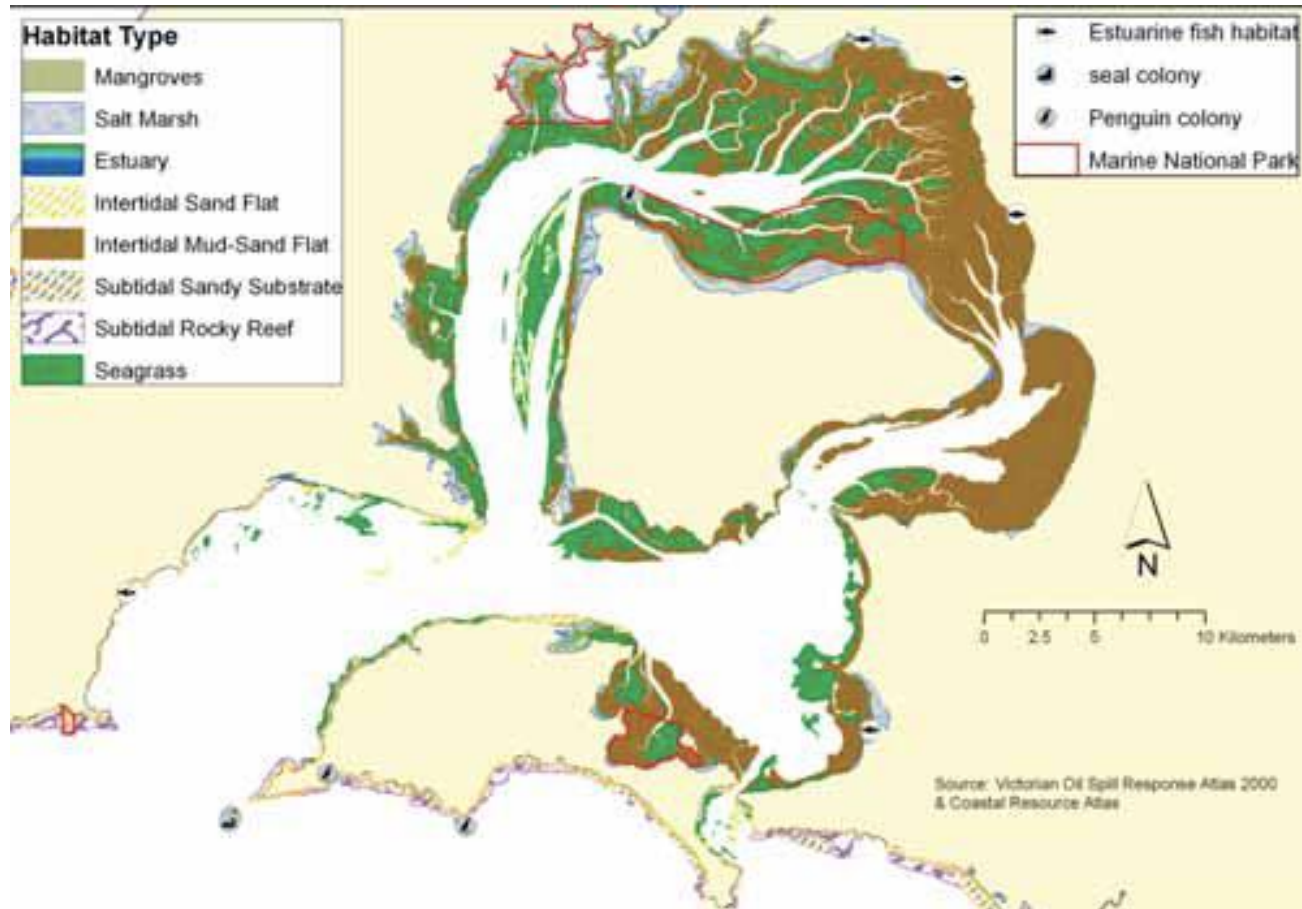 Habitat Type
Mangroves
Salt Marsh
Estuary
Intertidal Sand Flat
Intertidal Mud-Sand Flat
Subtidal Sandy Substrate
Subtidal Rocky Reef
Seagrass
Estuarine fish habitat
seal colony
Penguin colony
Marine National Park
N
0 2.5 5 10 Kilometers
Source: Victorian Oil Spill Response Atlas 2000
& Coastal Resource Atlas